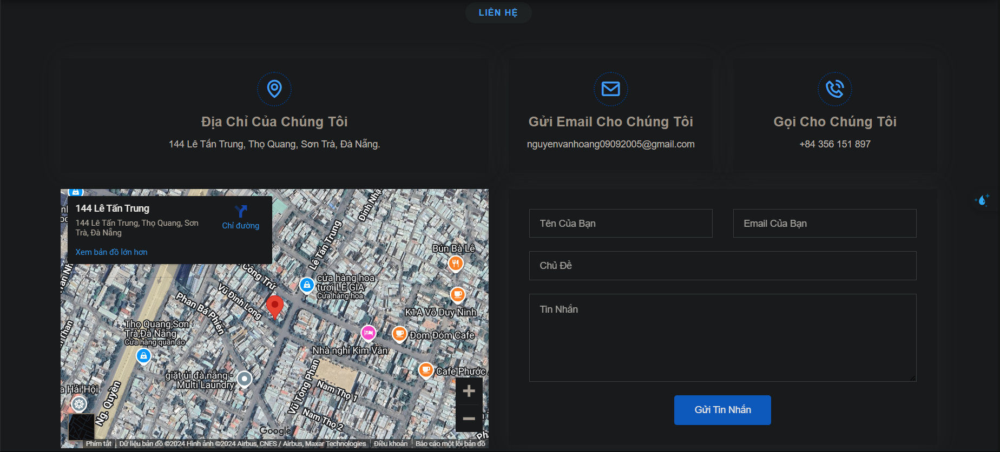 LIÊN HỆ
Địa Chỉ Của Chúng Tôi
144 Lê Tấn Trung, Thọ Quang, Sơn Trà, Đà Nẵng.
Gửi Email Cho Chúng Tôi
nguyenvanhoang09092005@gmail.com
Gọi Cho Chúng Tôi
+84 356 151 897
144 Lê Tấn Trung
144 Lê Tấn Trung, Thọ Quang, Sơn
Trà, Đà Nẵng
Chỉ đường
Xem bản đồ lớn hơn
Đinh Nhậ
Lê Tấn Trung
Bún Bà Lê
Công Trứ
cửa hàng hoa
tươi LÊ GIA
Cửa hàng hoa
Vũ Đình Long
Phan Bá Phiến
K1A Võ Duy Ninh
Thọ Quang,Sơn
Trà,Đà Nẵng
Cửa hàng quần áo
Đom Đóm Cafe
Nhà nghỉ Kim Vân
giặt ủi đà nẵng -
Multi Laundry
Cafe Phước
a Hải Hội
Ng. Quyền
Vũ Tông Phan
Nam Thọ 1
Nam Thọ 2
Google
Phím tắt
Dữ liệu bản đồ ©2024 Hình ảnh ©2024 Airbus, CNES / Airbus, Maxar Technologies
Điều khoản
Báo cáo một lỗi bản đồ
Tên Của Bạn
Email Của Bạn
Chủ Đề
Tin Nhắn
Gửi Tin Nhắn